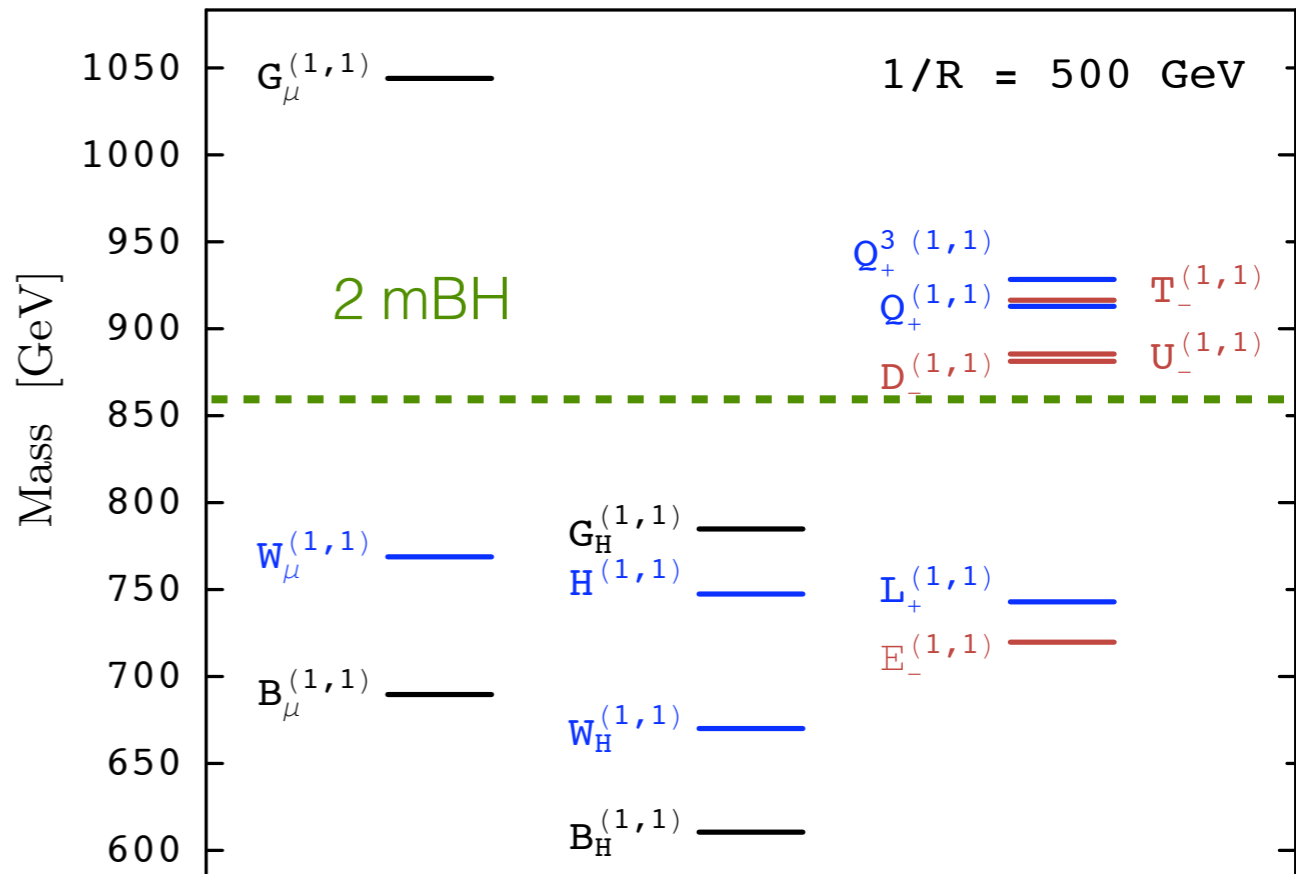 Mass [GeV]
1050
1000
950
900
850
800
750
700
650
600
1/R = 500 GeV
2 mBH
G_μ^(1,1)
W_μ^(1,1)
B_μ^(1,1)
G_H^(1,1)
H^(1,1)
W_H^(1,1)
B_H^(1,1)
Q_+^3 (1,1)
Q_+^(1,1)
D_-^(1,1)
T_-^(1,1)
U_-^(1,1)
L_+^(1,1)
E_-^(1,1)